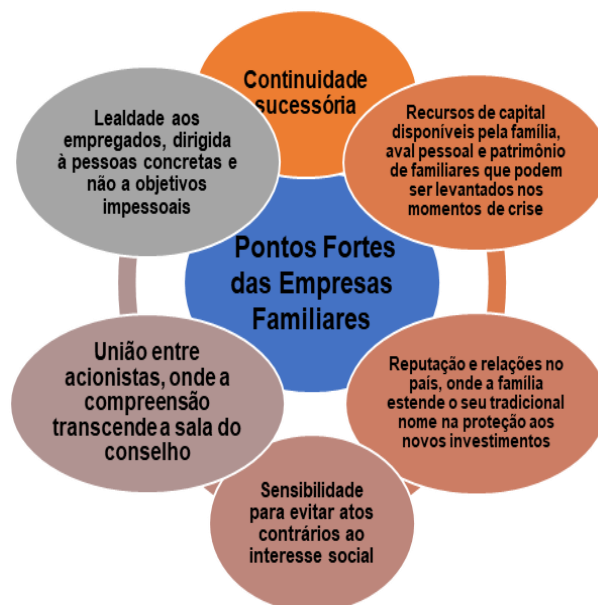 Continuidade
sucessória
Recursos de capital
disponíveis pela família,
aval pessoal e patrimônio
de familiares que podem
ser levantados nos
momentos de crise
Reputação e relações no
país, onde a família
estende o seu tradicional
nome na proteção aos
novos investimentos
Sensibilidade
para evitar atos
contrários ao
interesse social
União entre
acionistas, onde a
compreensão
transcende a sala do
conselho
Lealdade aos
empregados, dirigida
à pessoas concretas e
não a objetivos
impessoais
Pontos Fortes
das Empresas
Familiares